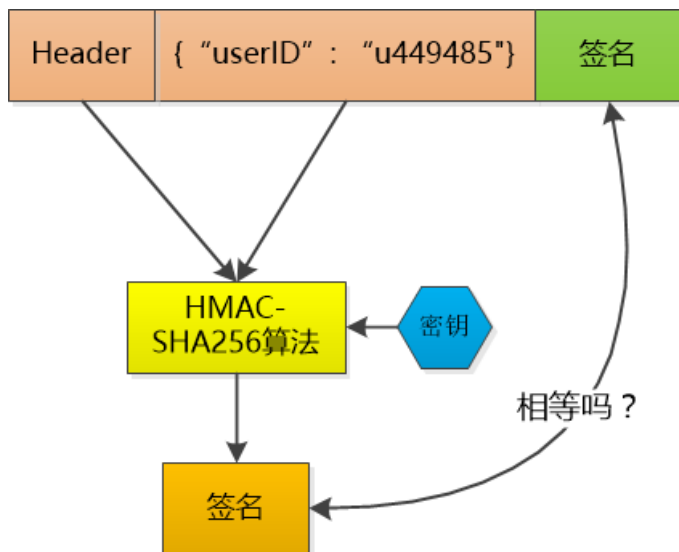 Header
{ “userID” : “u449485"}
签名
HMAC-
SHA256算法
密钥
相等吗？
签名